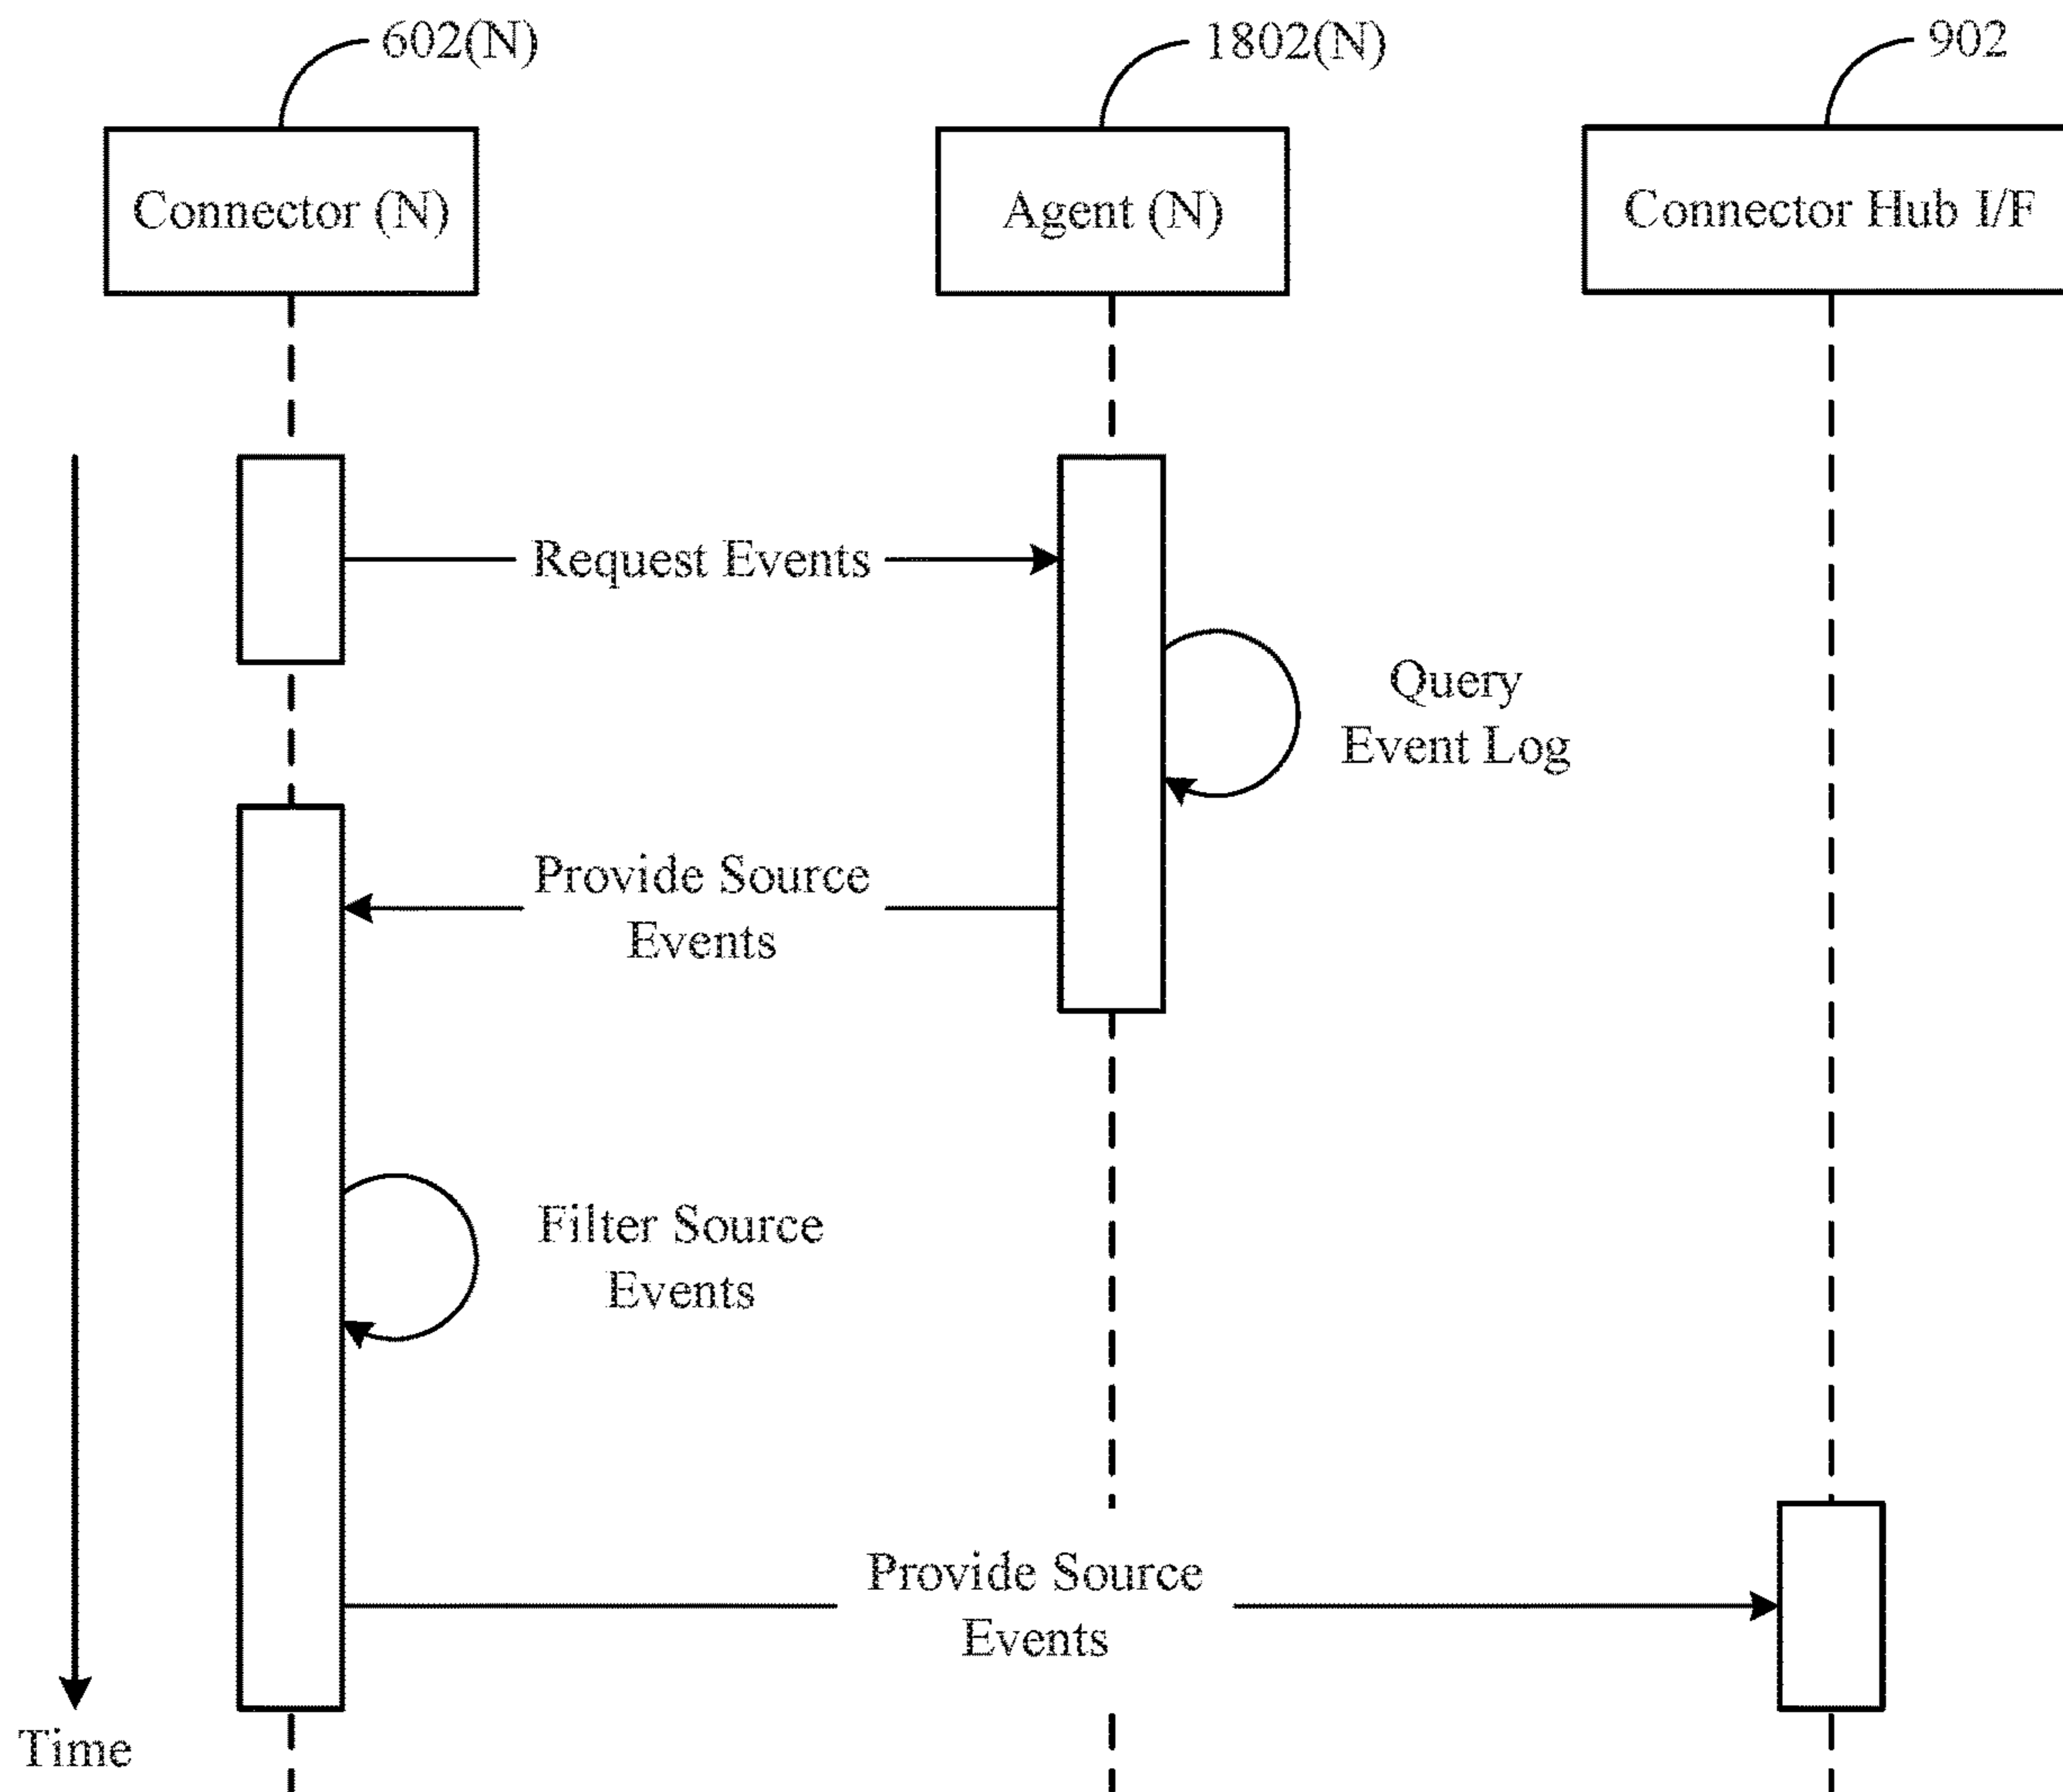 602(N)
1802(N)
902
Connector (N)
Agent (N)
Connector Hub I/F
Request Events
Query
Event Log
Provide Source
Events
Filter Source
Events
Provide Source
Events
Time